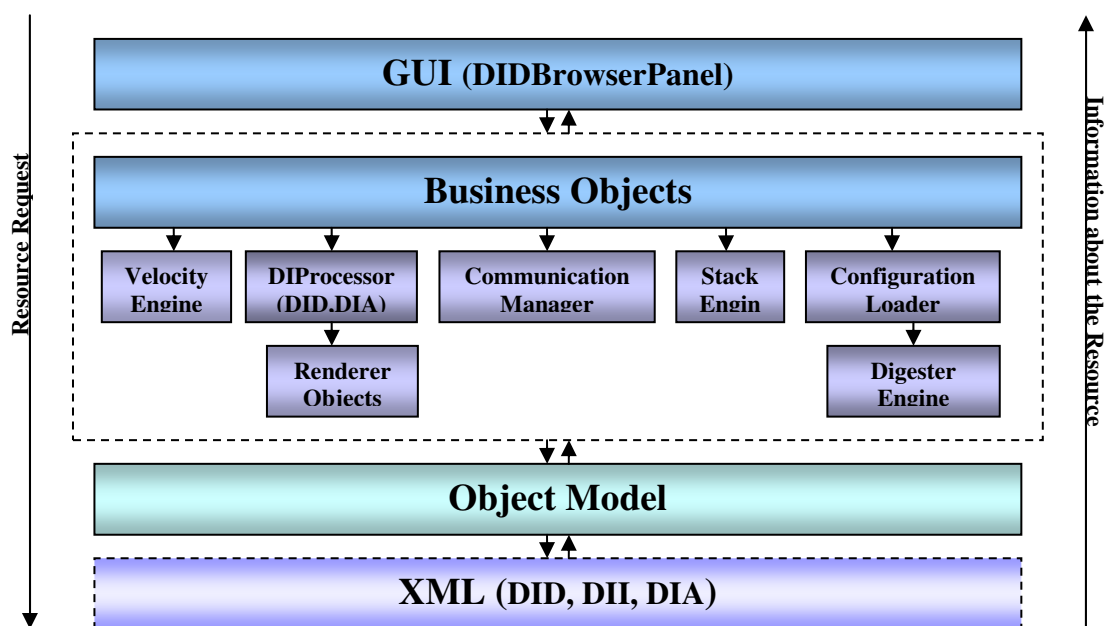 GUI (DIDBrowserPanel)
Resource Request
Information about the Resource
Business Objects
Velocity
Engine
DIProcessor
(DID,DIA)
Communication
Manager
Stack
Engin
Configuration
Loader
Renderer
Objects
Digester
Engine
Object Model
XML (DID, DII, DIA)